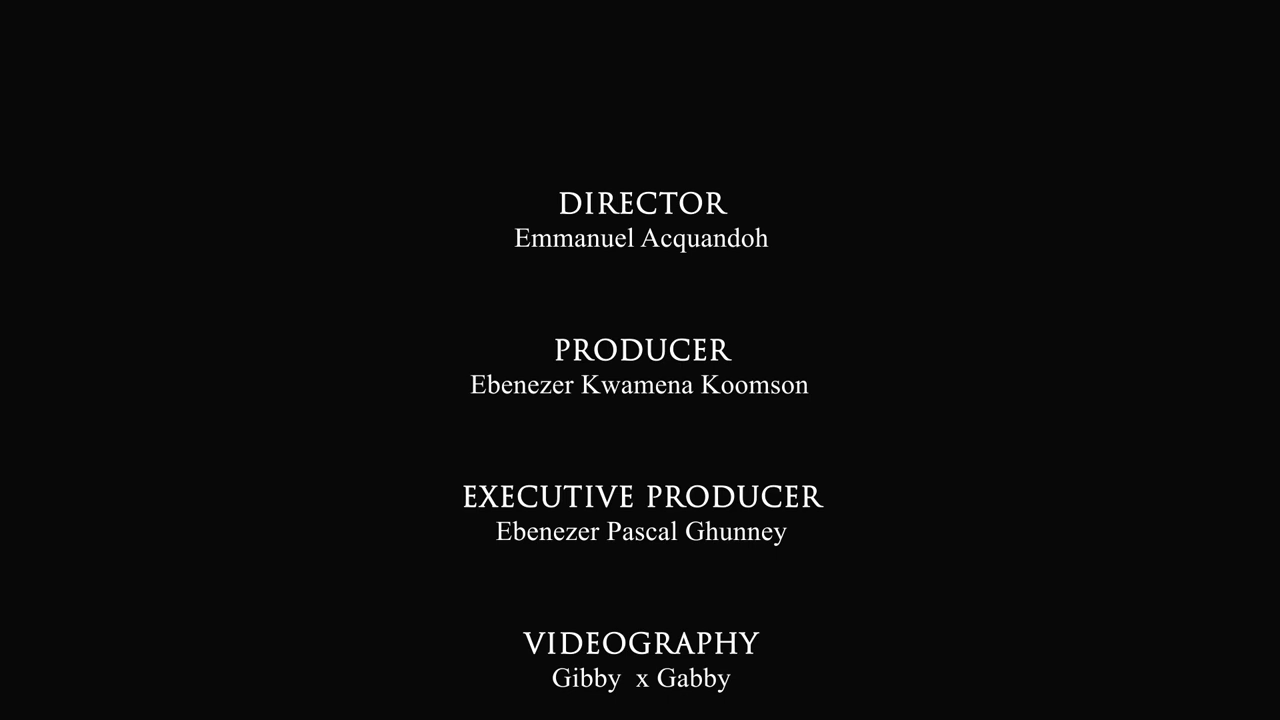 DIRECTOR
Emmanuel Acquandoh
PRODUCER
Ebenezer Kwamena Koomson
EXECUTIVE PRODUCER
Ebenezer Pascal Ghunney
VIDEOGRAPHY
Gibby  x Gabby